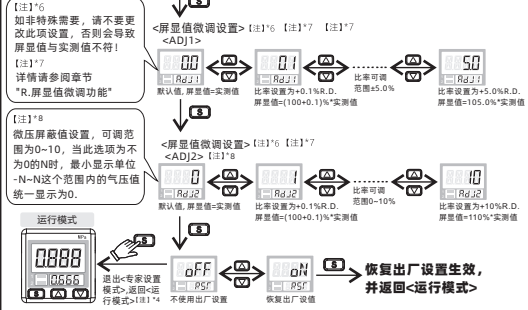 【注】*6
如非特殊需要，请不要更
改此项设置，否则会导致
屏显值与实测值不符！
【注】*7
详情请参阅章节
"R.屏显值微调功能"
S
<屏显值微调设置>【注】*6 【注】*7 【注】*7
<ADJ1>
0.0
Adj1
默认值，屏显值=实测值
0.1
Adj1
比率设置为+0.1%R.D.
屏显值=(100+0.1)%*实测值
比率可调
范围±5.0%
5.0
Adj1
比率设置为+5.0%R.D.
屏显值=105.0%*实测值
S
【注】*8
微压屏蔽值设置，可调范
围为0~10，当此选项为不
为0的N时，最小显示单位
-N~N这个范围内的气压值
统一显示为0.
<屏显值微调设置>【注】*6 【注】*7
<ADJ2>【注】*8
0
Adj2
默认值，屏显值=实测值
1
Adj2
比率设置为+0.1%R.D.
屏显值=(100+0.1)%*实测值
比率可调
范围0~10%
10
Adj2
比率设置为+10%R.D.
屏显值=110%*实测值
S
运行模式
MPa
0.888
0.666
S
S
退出<专家设置
模式>,返回<运
行模式>【注】*4
oFF
PSr
不使用出厂设置
oN
PSr
恢复出厂设值
S
恢复出厂设置生效，
并返回<运行模式>